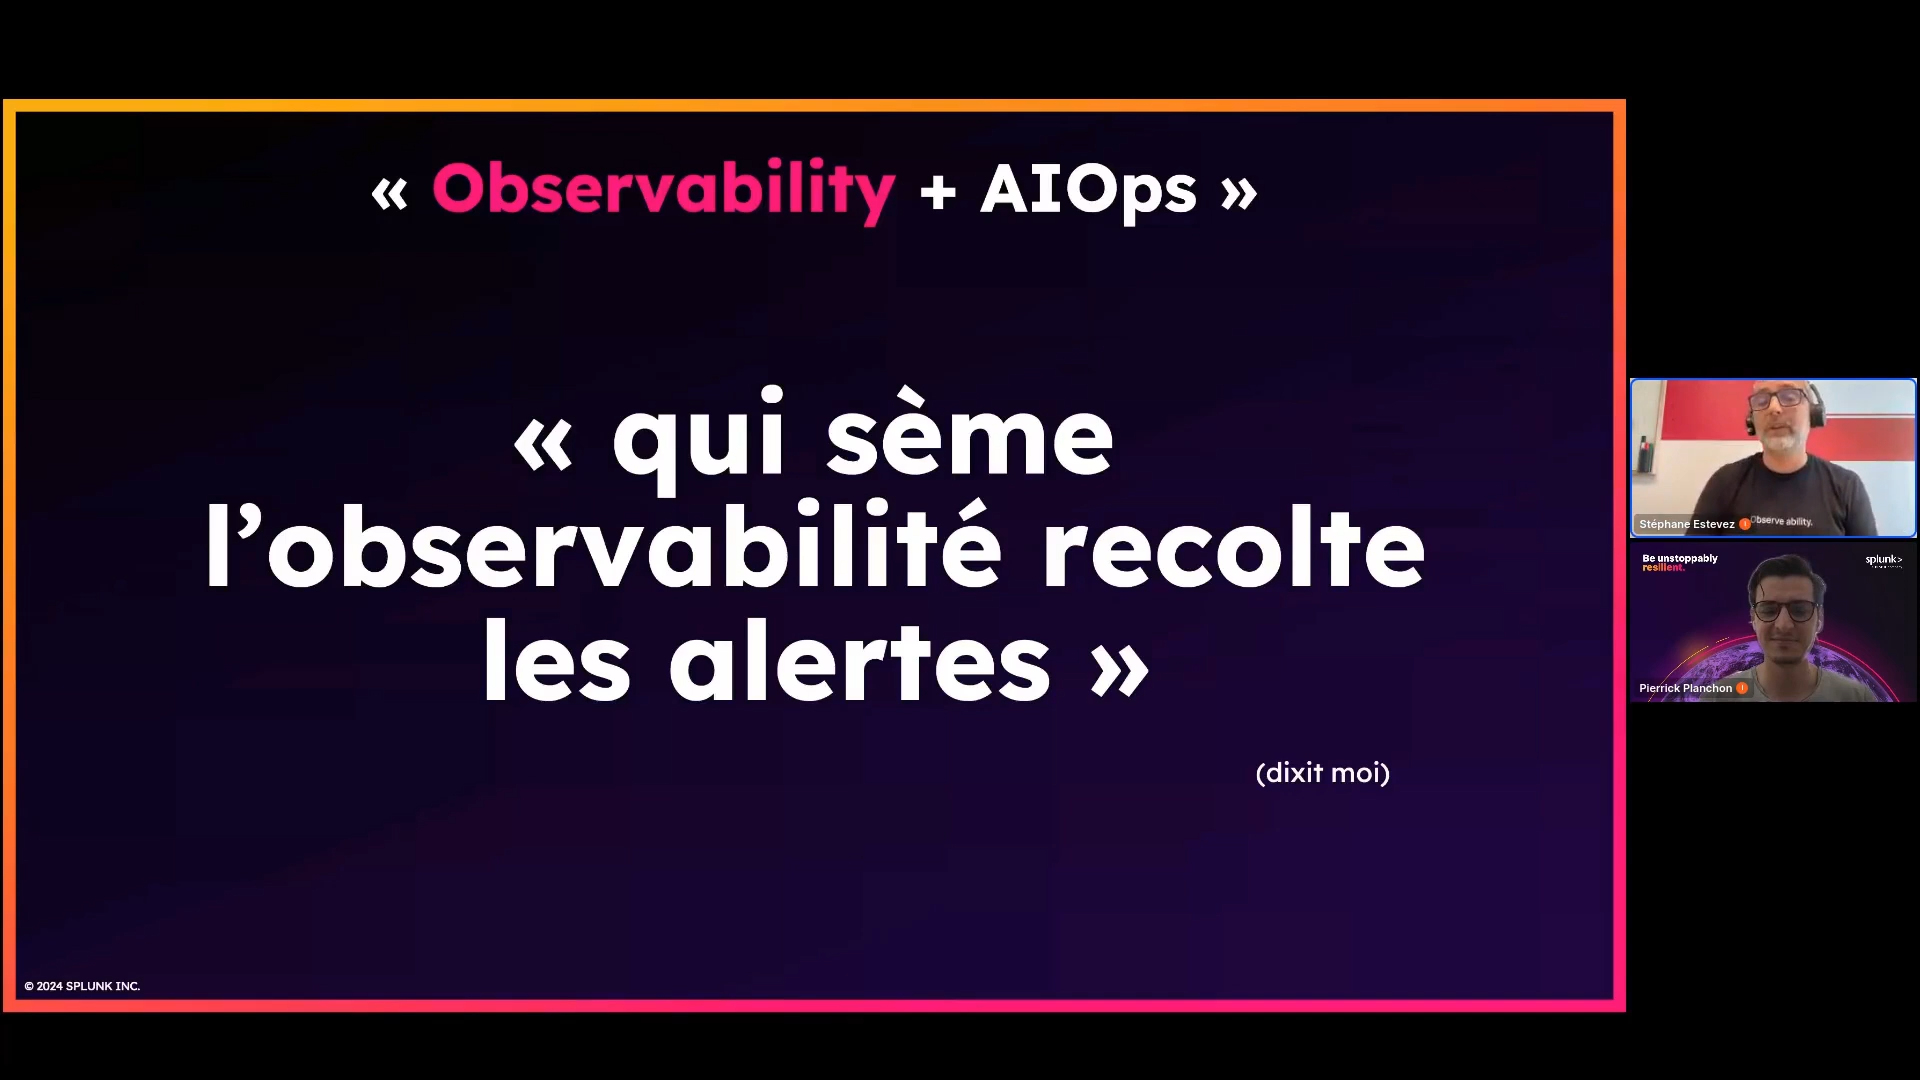 « Observability + AIOps »
« qui sème
l’observabilité recolte
les alertes »
(dixit moi)
© 2024 SPLUNK INC.
Observe ability.
Stéphane Estevez
Be unstoppably
resilient.
splunk>
Pierrick Planchon